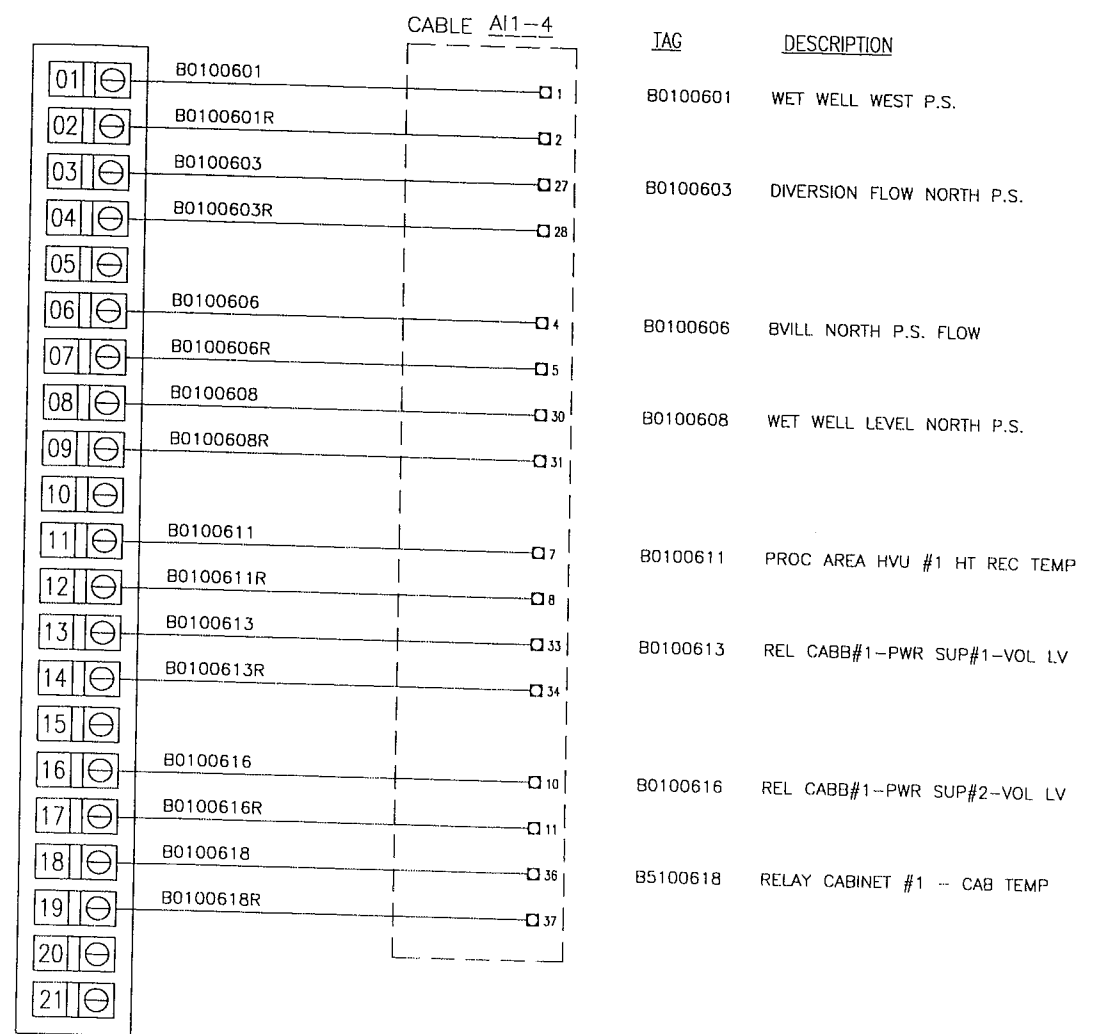 CABLE AI1-4
TAG DESCRIPTION
01 B0100601 1
B0100601 WET WELL WEST P.S.
02 B0100601R 2
03 B0100603 27
B0100603 DIVERSION FLOW NORTH P.S.
04 B0100603R 28
05
06 B0100606 4
B0100606 BVILL NORTH P.S. FLOW
07 B0100606R 5
08 B0100608 30
B0100608 WET WELL LEVEL NORTH P.S.
09 B0100608R 31
10
11 B0100611 7
B0100611 PROC AREA HVU #1 HT REC TEMP
12 B0100611R 8
13 B0100613 33
B0100613 REL CABB#1-PWR SUP#1-VOL LV
14 B0100613R 34
15
16 B0100616 10
B0100616 REL CABB#1-PWR SUP#2-VOL LV
17 B0100616R 11
18 B0100618 36
B5100618 RELAY CABINET #1 - CAB TEMP
19 B0100618R 37
20
21